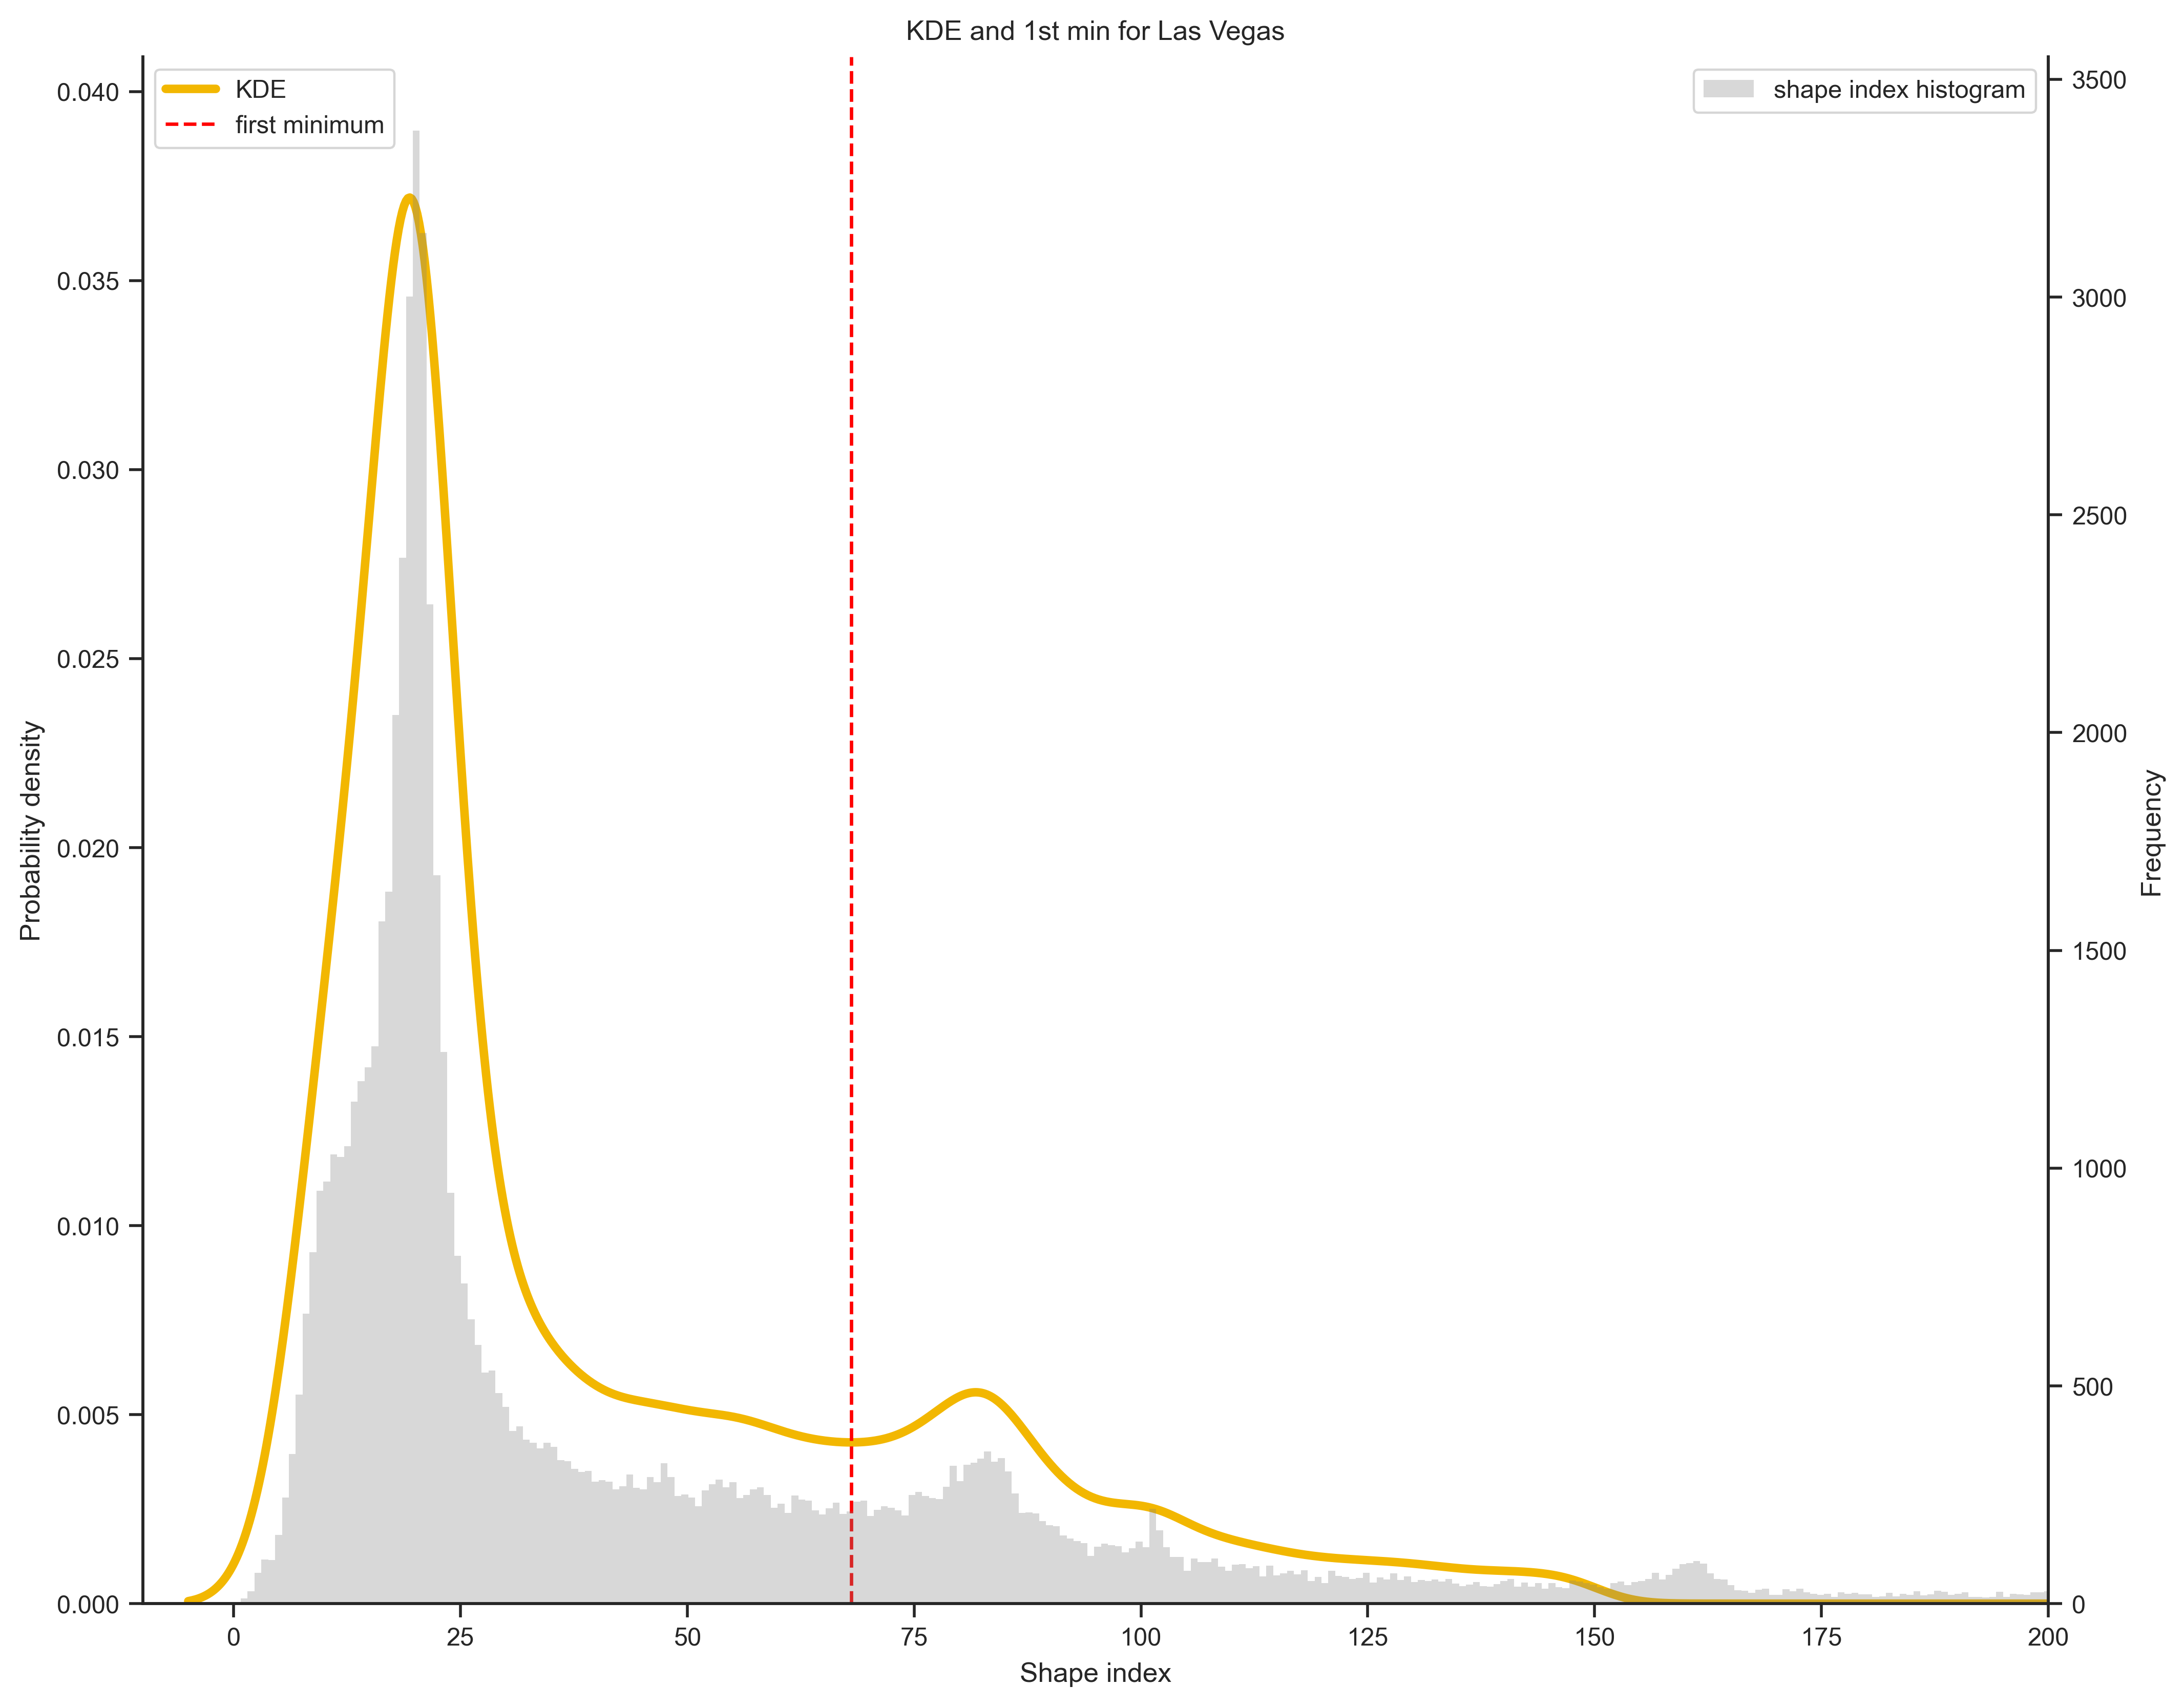 KDE and 1st min for Las Vegas
KDE
first minimum
shape index histogram
0.040
0.035
0.030
0.025
0.020
0.015
0.010
0.005
0.000
Probability density
3500
3000
2500
2000
1500
1000
500
0
Frequency
0 25 50 75 100 125 150 175 200
Shape index